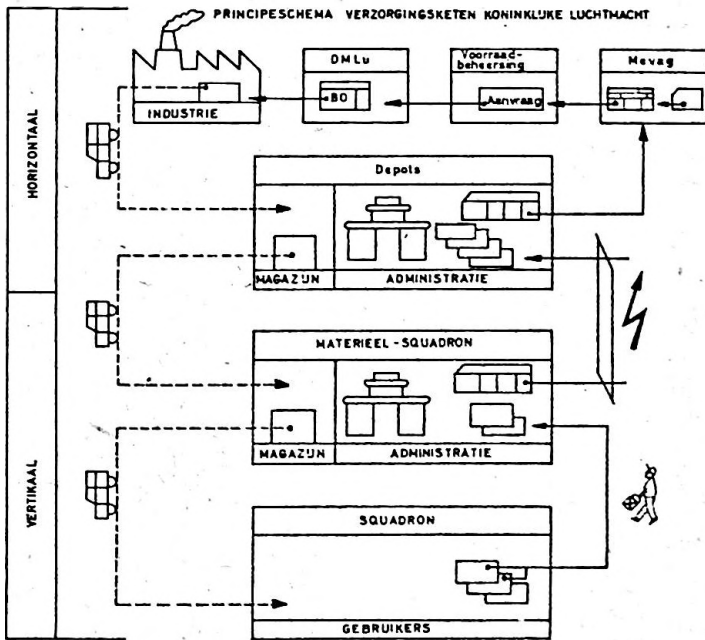 PRINCIPESCHEMA VERZORGINGSKETEN KONINKLIJKE LUCHTMACHT
HORIZONTAAL
VERTIKAAL
INDUSTRIE
DMLu
BO
Voorraad-
beheersing
Aanvraag
Mevag
Depots
MAGAZIJN
ADMINISTRATIE
MATERIEEL-SQUADRON
MAGAZIJN
ADMINISTRATIE
SQUADRON
GEBRUIKERS